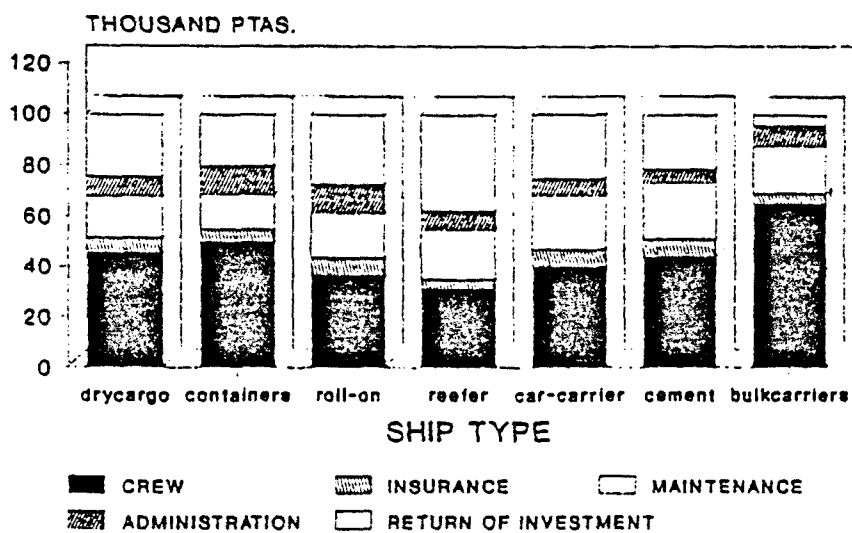 THOUSAND PTAS.
120
100
80
60
40
20
0
drycargo containers roll-on reefer car-carrier cement bulkcarriers
SHIP TYPE
CREW INSURANCE MAINTENANCE
ADMINISTRATION RETURN OF INVESTMENT